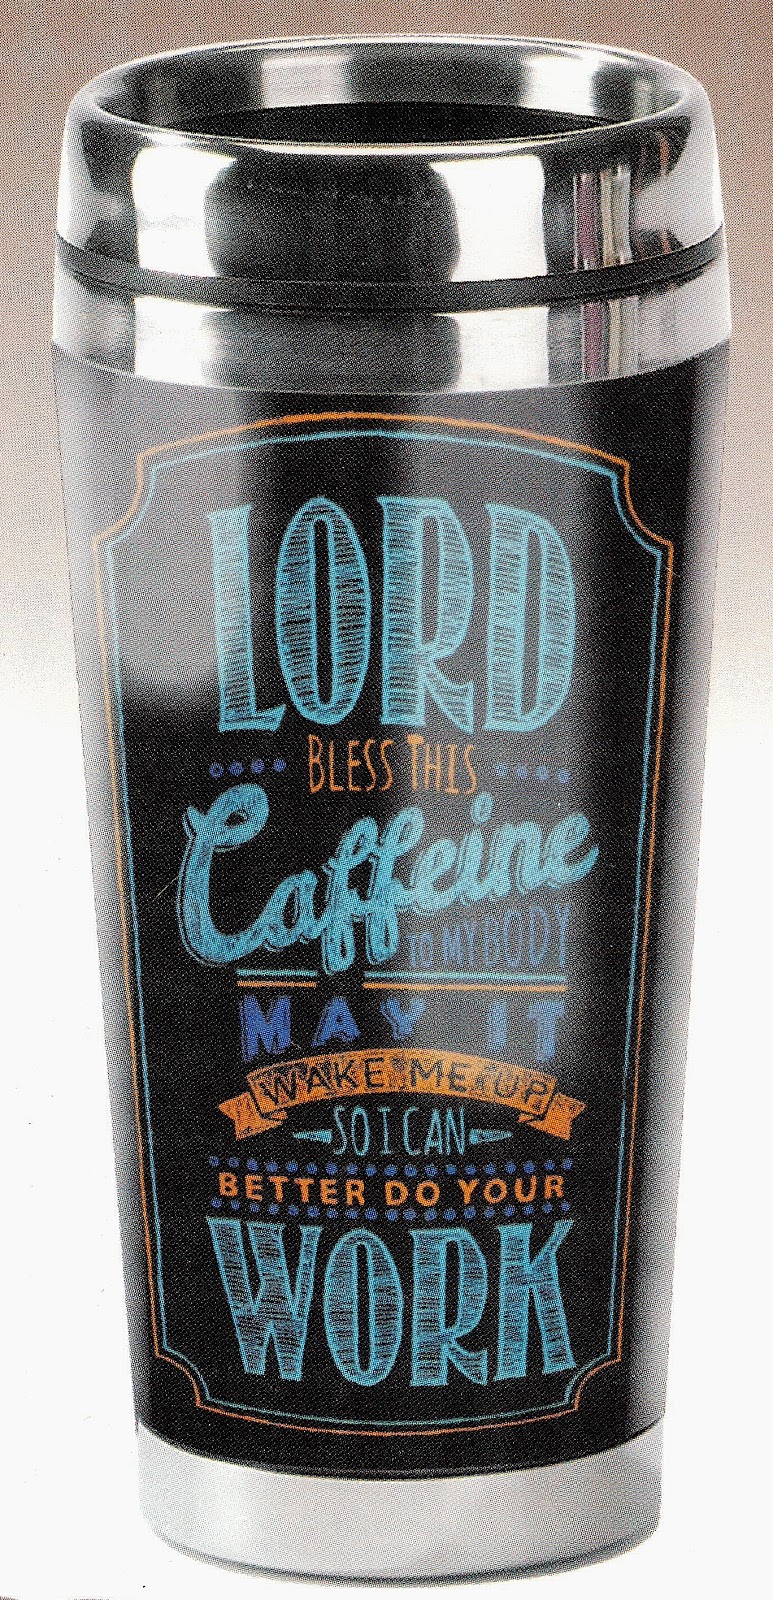 LORD
BLESS THIS
Caffeine
TO MY BODY
MAY IT
WAKE ME UP
SO I CAN
BETTER DO YOUR
WORK